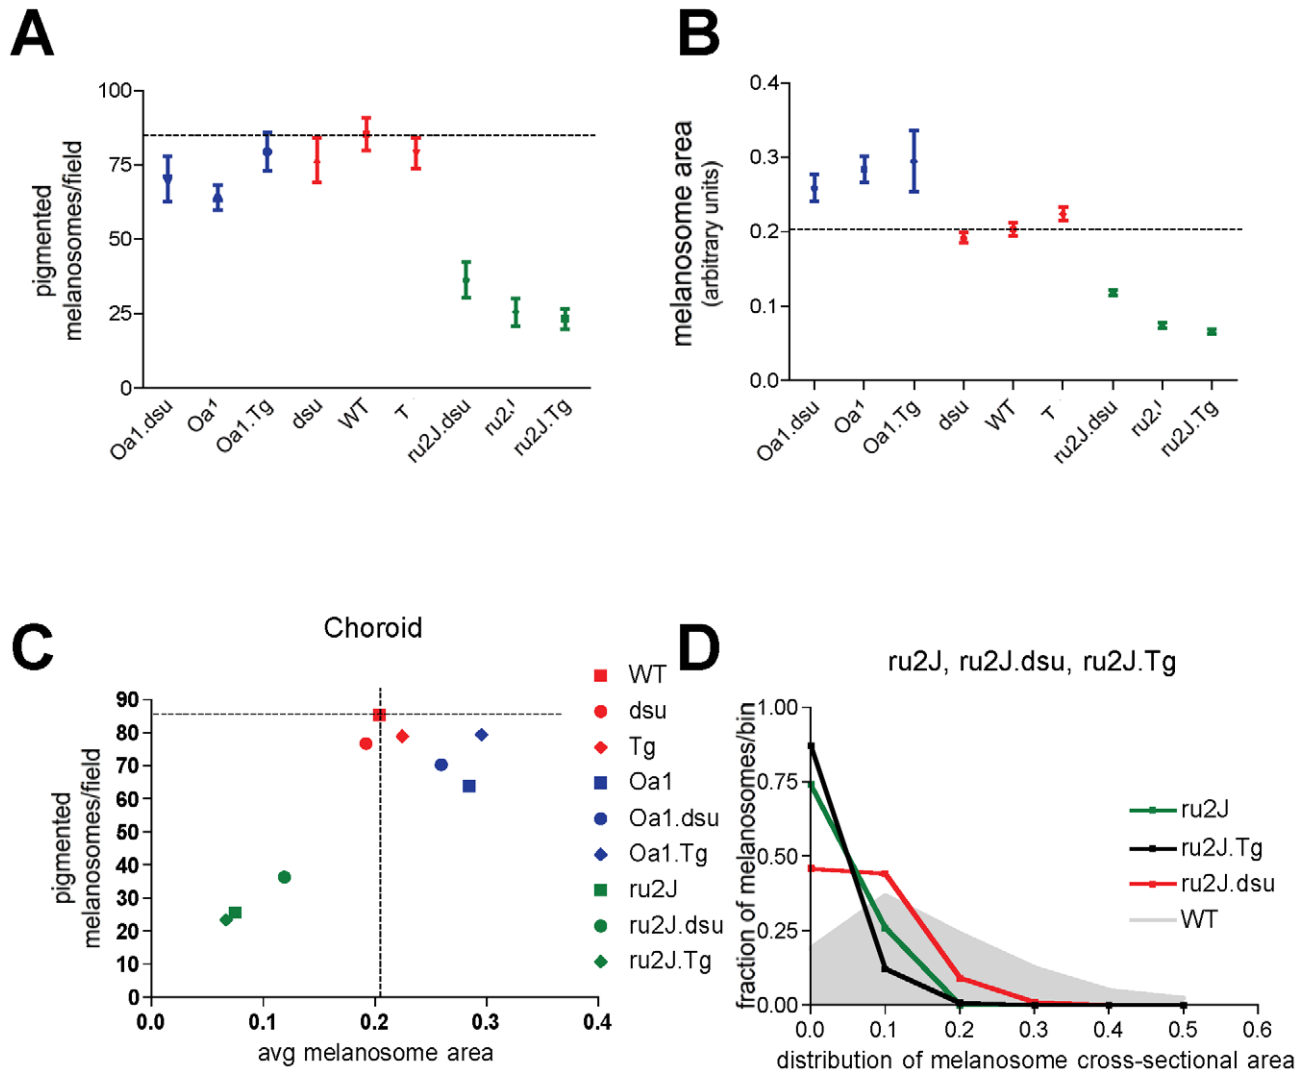 A
100
75
50
25
0
pigmented
melanosomes/field
Oa1.dsu
Oa1
Oa1.Tg
dsu
WT
T
ru2J.dsu
ru2J
ru2J.Tg
B
0.4
0.3
0.2
0.1
0.0
melanosome area
(arbitrary units)
Oa1.dsu
Oa1
Oa1.Tg
dsu
WT
T
ru2J.dsu
ru2J
ru2J.Tg
C
Choroid
90
80
70
60
50
40
30
20
10
0
pigmented
melanosomes/field
0.0 0.1 0.2 0.3 0.4
avg melanosome area
WT
dsu
Tg
Oa1
Oa1.dsu
Oa1.Tg
ru2J
ru2J.dsu
ru2J.Tg
D
ru2J, ru2J.dsu, ru2J.Tg
1.00
0.75
0.50
0.25
0.00
fraction of melanosomes/bin
0.0 0.1 0.2 0.3 0.4 0.5 0.6
distribution of melanosome cross-sectional area
ru2J
ru2J.Tg
ru2J.dsu
WT